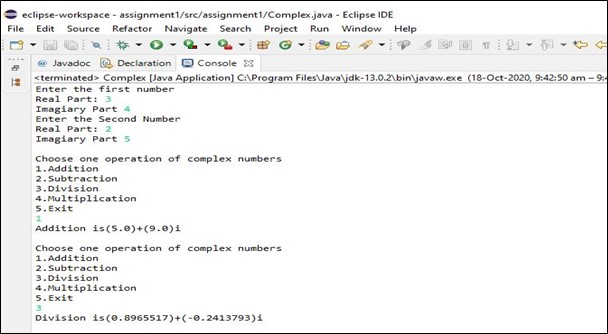 eclipse-workspace - assignment1/src/assignment1/Complex.java - Eclipse IDE
File Edit Source Refactor Navigate Search Project Run Window Help
Javadoc Declaration Console
<terminated> Complex [Java Application] C:\Program Files\Java\jdk-13.0.2\bin\javaw.exe (18-Oct-2020, 9:42:50 am – 9:4
Enter the first number
Real Part: 3
Imagiary Part 4
Enter the Second Number
Real Part: 2
Imagiary Part 5
Choose one operation of complex numbers
1.Addition
2.Subtraction
3.Division
4.Multiplication
5.Exit
1
Addition is(5.0)+(9.0)i
Choose one operation of complex numbers
1.Addition
2.Subtraction
3.Division
4.Multiplication
5.Exit
3
Division is(0.8965517)+(-0.2413793)i